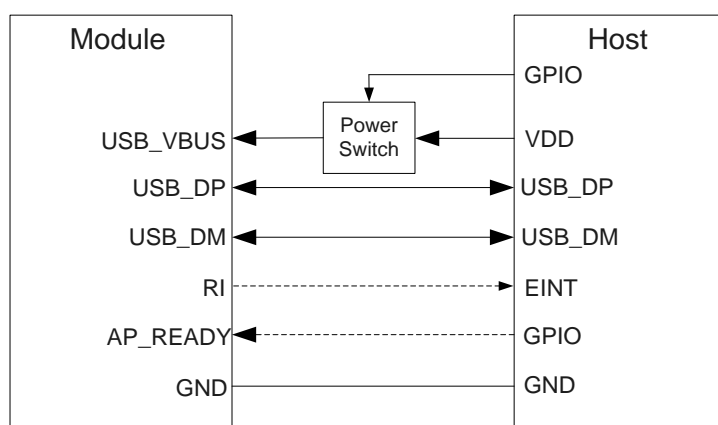 Module
Host
GPIO
USB_VBUS
Power
Switch
VDD
USB_DP
USB_DP
USB_DM
USB_DM
RI
EINT
AP_READY
GPIO
GND
GND